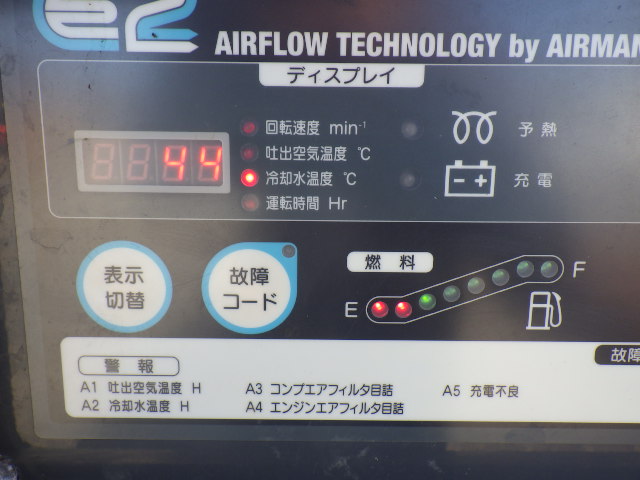 e2
AIRFLOW TECHNOLOGY by AIRMAN
ディスプレイ
44
回転速度 min⁻¹
吐出空気温度 ℃
冷却水温度 ℃
運転時間 Hr
予熱
充電
表示
切替
故障
コード
燃料
E
F
故障
警報
A1 吐出空気温度 H
A2 冷却水温度 H
A3 コンプエアフィルタ目詰
A4 エンジンエアフィルタ目詰
A5 充電不良